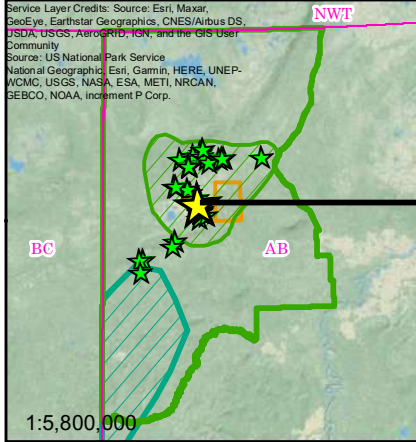 Service Layer Credits: Source: Esri, Maxar,
GeoEye, Earthstar Geographics, CNES/Airbus DS,
USDA, USGS, AeroGRID, IGN, and the GIS User
Community
Source: US National Park Service
National Geographic, Esri, Garmin, HERE, UNEP-
WCMC, USGS, NASA, ESA, METI, NRCAN,
GEBCO, NOAA, increment P Corp.
NWT
BC
AB
1:5,800,000